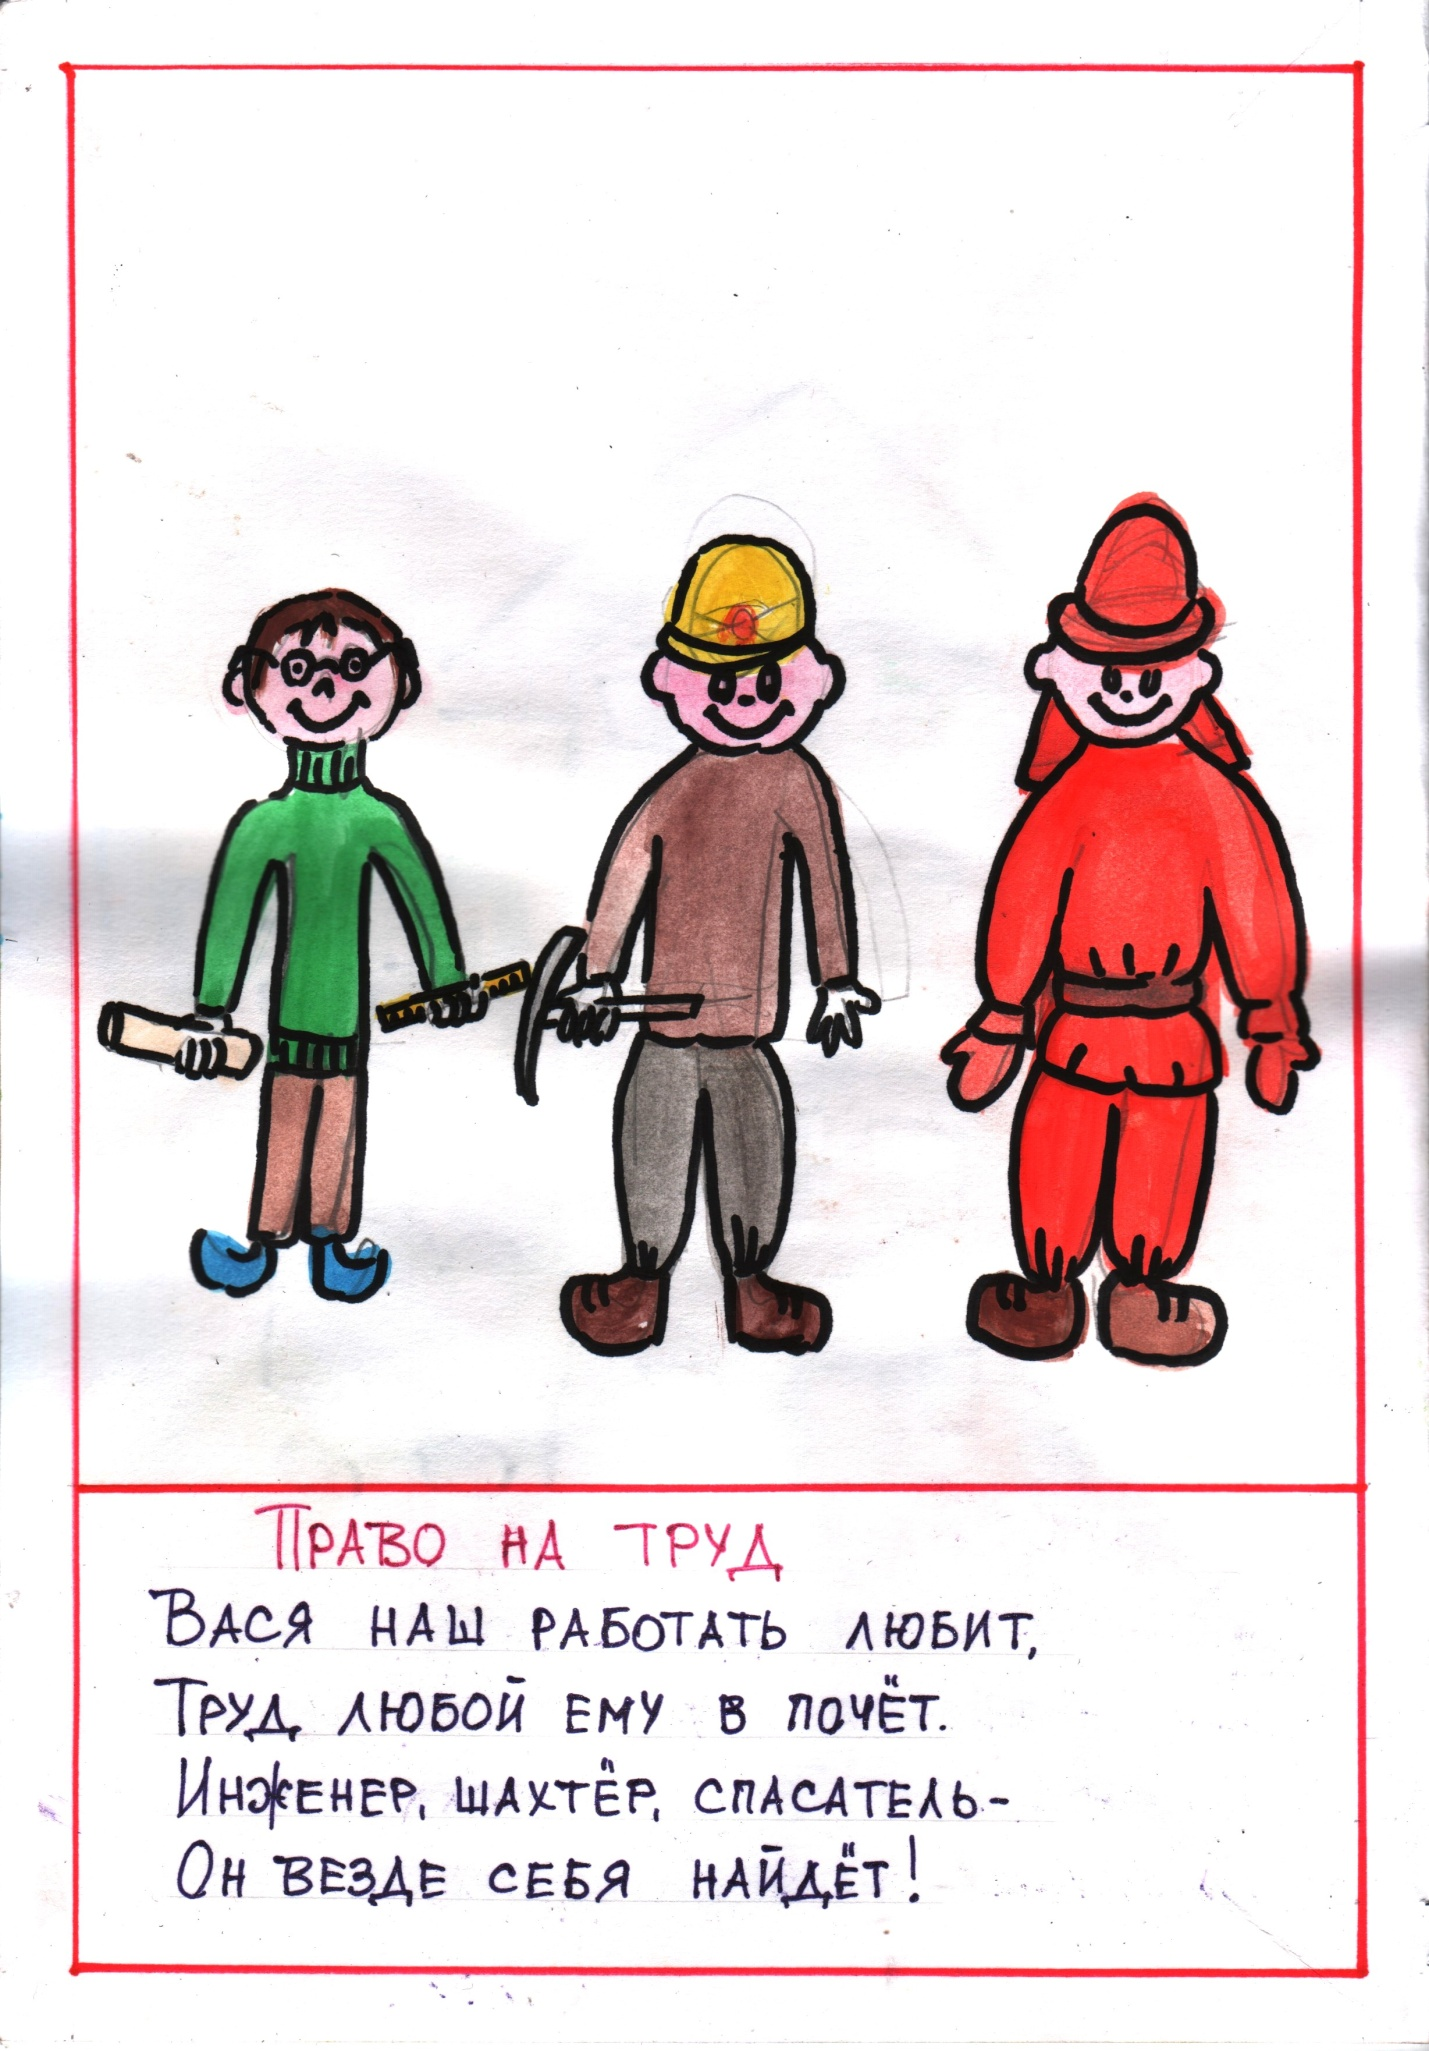 Право на труд
Вася наш работать любит,
Труд любой ему в почёт.
Инженер, шахтёр, спасатель-
Он везде себя найдёт!